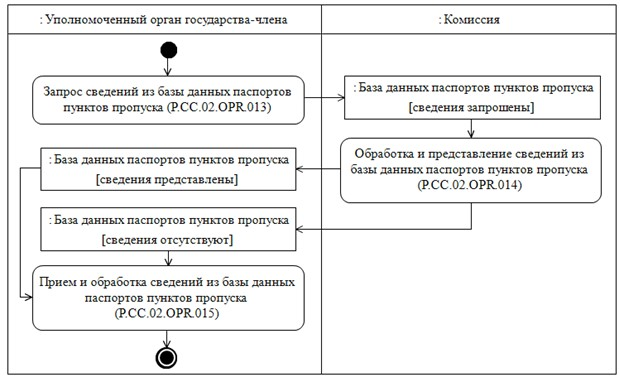 : Уполномоченный орган государства-члена
: Комиссия
Запрос сведений из базы данных паспортов
пунктов пропуска (P.CC.02.OPR.013)
: База данных паспортов пунктов пропуска
[сведения запрошены]
Обработка и представление сведений из
базы данных паспортов пунктов пропуска
(P.CC.02.OPR.014)
: База данных паспортов пунктов пропуска
[сведения представлены]
: База данных паспортов пунктов пропуска
[сведения отсутствуют]
Прием и обработка сведений из базы данных
паспортов пунктов пропуска
(P.CC.02.OPR.015)